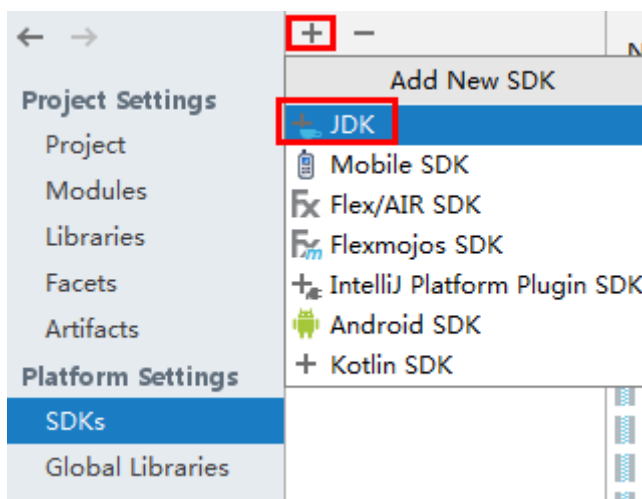 Project Settings
Project
Modules
Libraries
Facets
Artifacts
Platform Settings
SDKs
Global Libraries
Add New SDK
JDK
Mobile SDK
Flex/AIR SDK
Flexmojos SDK
IntelliJ Platform Plugin SDK
Android SDK
Kotlin SDK